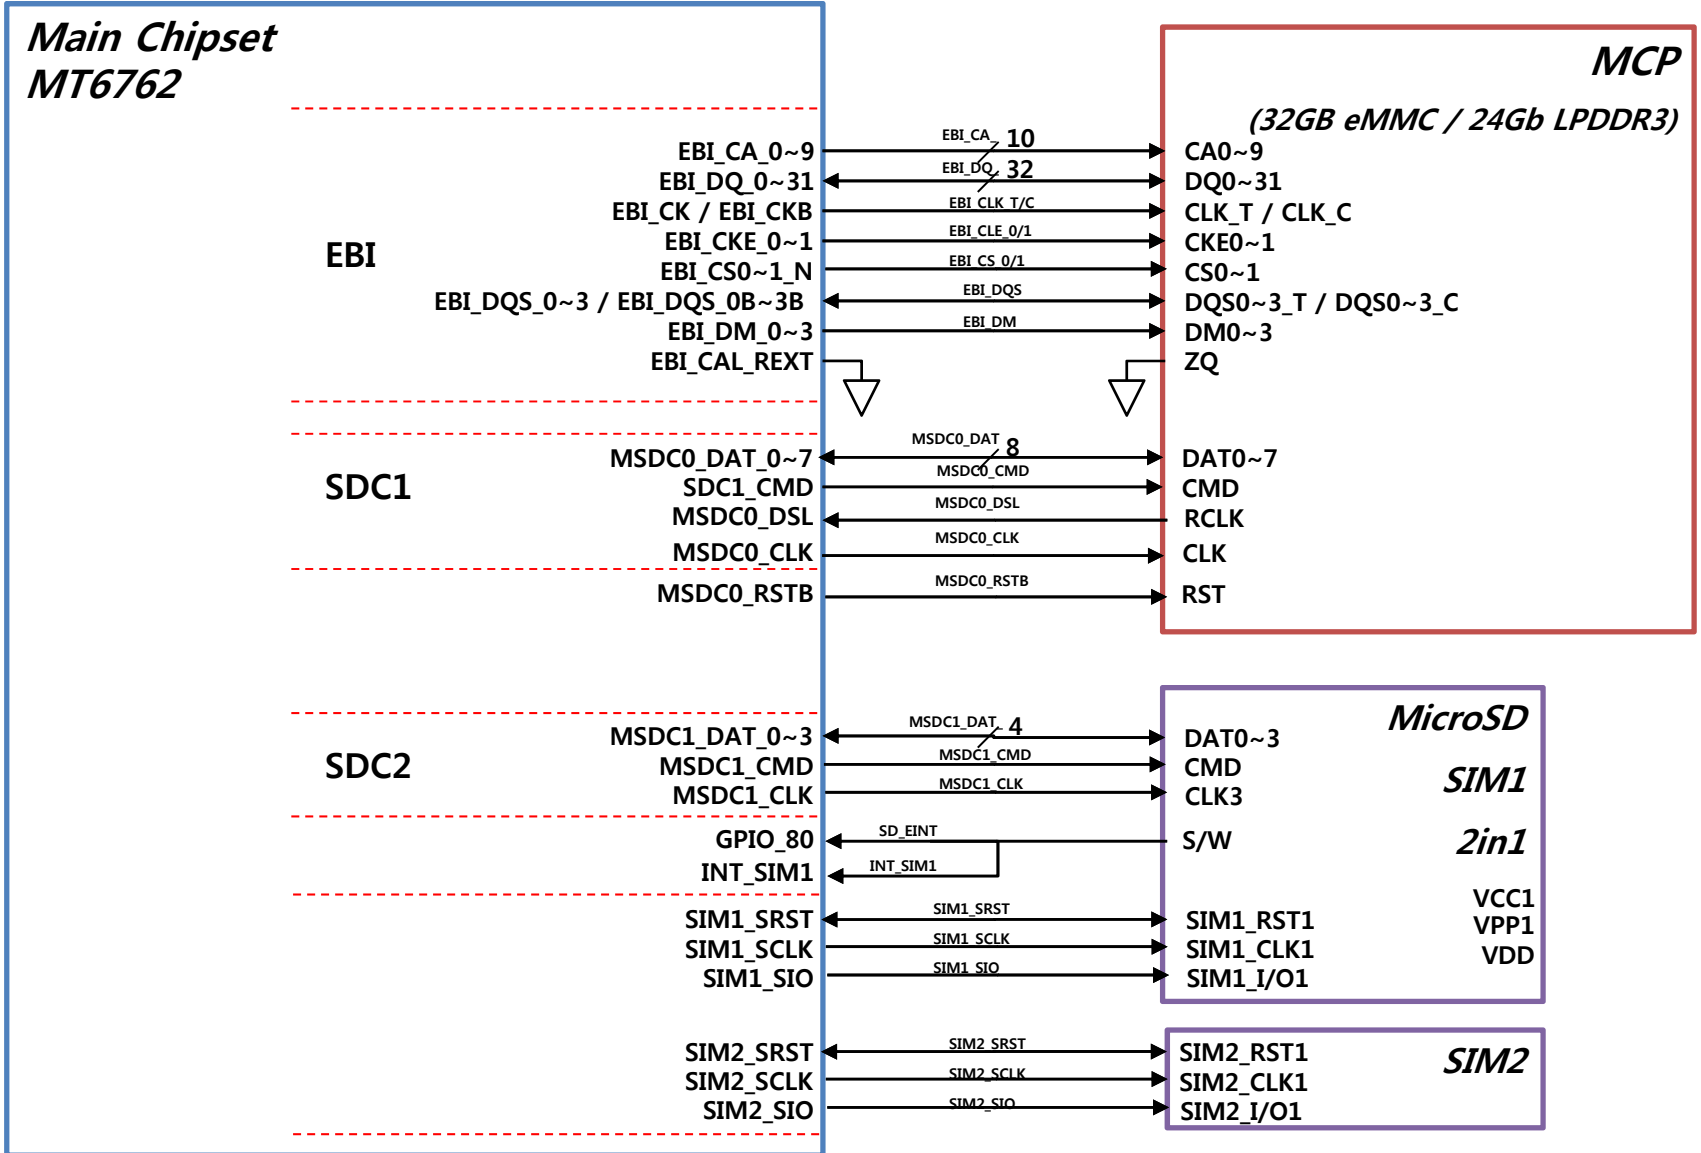 Main Chipset
MT6762
MCP
(32GB eMMC / 24Gb LPDDR3)
EBI
EBI_CA_0~9 EBI_CA_ 10 CA0~9
EBI_DQ_0~31 EBI_DQ_ 32 DQ0~31
EBI_CK / EBI_CKB EBI_CLK_T/C CLK_T / CLK_C
EBI_CKE_0~1 EBI_CLE_0/1 CKE0~1
EBI_CS0~1_N EBI_CS_0/1 CS0~1
EBI_DQS_0~3 / EBI_DQS_0B~3B EBI_DQS DQS0~3_T / DQS0~3_C
EBI_DM_0~3 EBI_DM DM0~3
EBI_CAL_REXT ZQ
SDC1
MSDC0_DAT_0~7 MSDC0_DAT_ 8 DAT0~7
SDC1_CMD MSDC0_CMD CMD
MSDC0_DSL MSDC0_DSL RCLK
MSDC0_CLK MSDC0_CLK CLK
MSDC0_RSTB MSDC0_RSTB RST
MicroSD
SIM1
2in1
SDC2
MSDC1_DAT_0~3 MSDC1_DAT_ 4 DAT0~3
MSDC1_CMD MSDC1_CMD CMD
MSDC1_CLK MSDC1_CLK CLK3
GPIO_80 SD_EINT S/W
INT_SIM1 INT_SIM1
VCC1
VPP1
VDD
SIM1_SRST SIM1_SRST SIM1_RST1
SIM1_SCLK SIM1_SCLK SIM1_CLK1
SIM1_SIO SIM1_SIO SIM1_I/O1
SIM2
SIM2_SRST SIM2_SRST SIM2_RST1
SIM2_SCLK SIM2_SCLK SIM2_CLK1
SIM2_SIO SIM2_SIO SIM2_I/O1